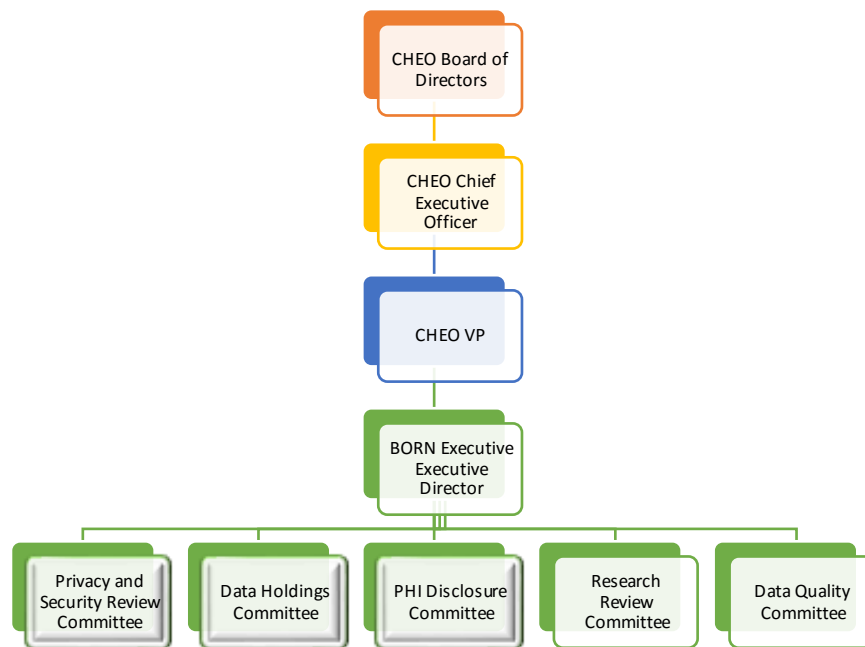 CHEO Board of
Directors
CHEO Chief
Executive
Officer
CHEO VP
BORN Executive
Executive
Director
Privacy and
Security Review
Committee
Data Holdings
Committee
PHI Disclosure
Committee
Research
Review
Committee
Data Quality
Committee